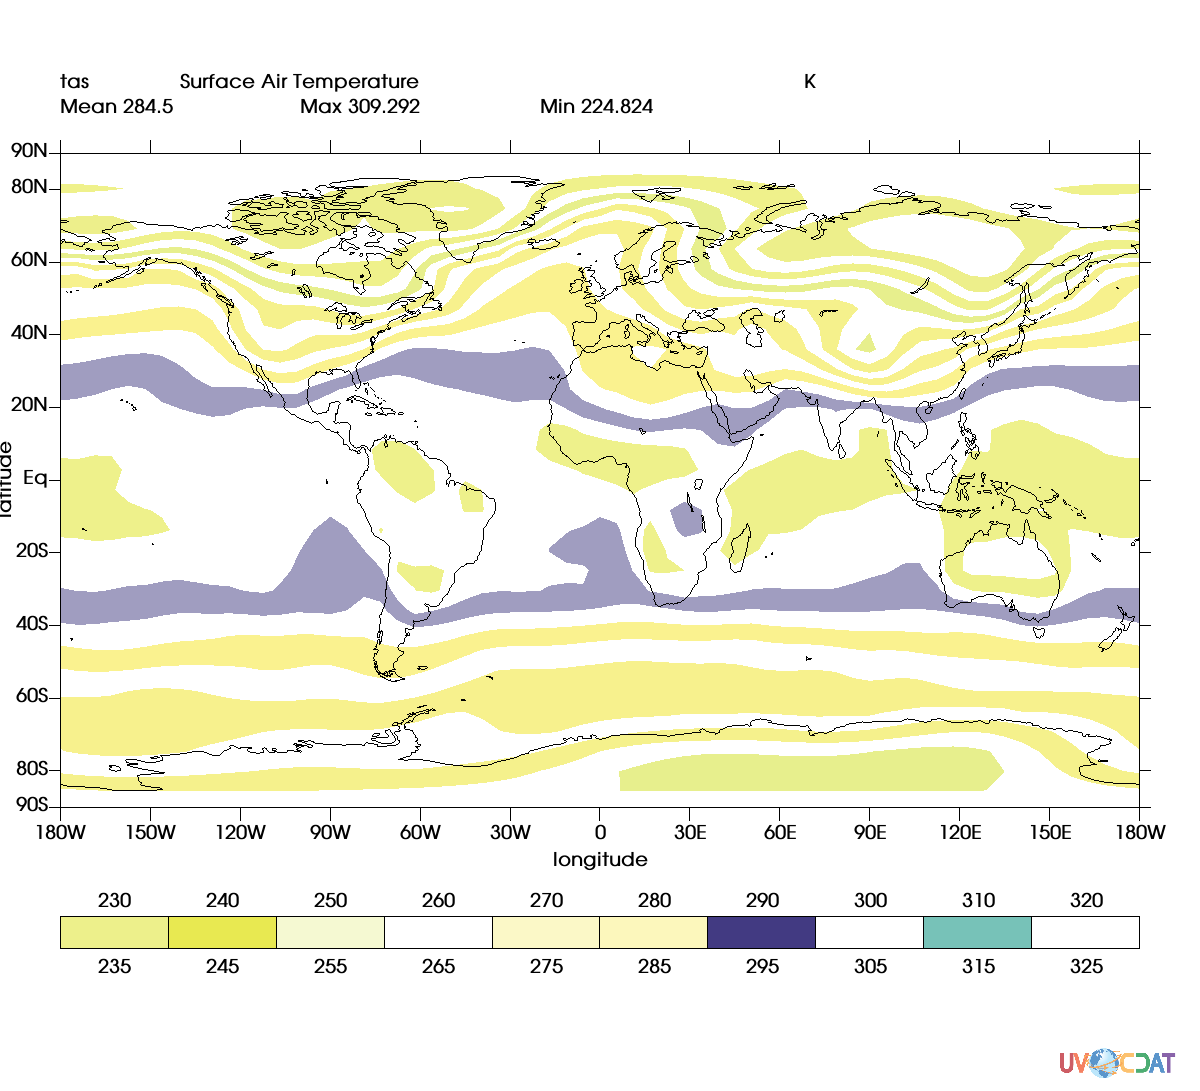 tas Surface Air Temperature K
Mean 284.5 Max 309.292 Min 224.824
90N
80N
60N
40N
20N
Eq
20S
40S
60S
80S
90S
latitude
180W 150W 120W 90W 60W 30W 0 30E 60E 90E 120E 150E 180W
longitude
230 240 250 260 270 280 290 300 310 320
235 245 255 265 275 285 295 305 315 325
UV CDAT